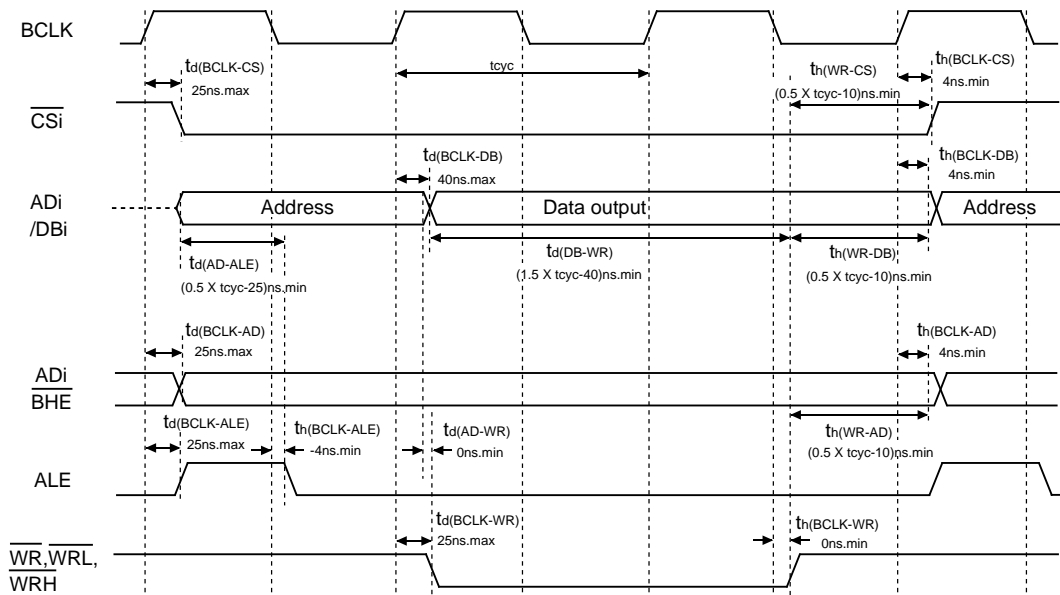 BCLK
td(BCLK-CS)
25ns.max
tcyc
th(WR-CS)
(0.5 X tcyc-10)ns.min
th(BCLK-CS)
4ns.min
CSi
td(BCLK-DB)
40ns.max
th(BCLK-DB)
4ns.min
ADi
/DBi
Address
Data output
Address
td(AD-ALE)
(0.5 X tcyc-25)ns.min
td(DB-WR)
(1.5 X tcyc-40)ns.min
th(WR-DB)
(0.5 X tcyc-10)ns.min
td(BCLK-AD)
25ns.max
th(BCLK-AD)
4ns.min
ADi
BHE
td(BCLK-ALE)
25ns.max
th(BCLK-ALE)
-4ns.min
td(AD-WR)
0ns.min
th(WR-AD)
(0.5 X tcyc-10)ns.min
ALE
td(BCLK-WR)
25ns.max
th(BCLK-WR)
0ns.min
WR,WRL,
WRH